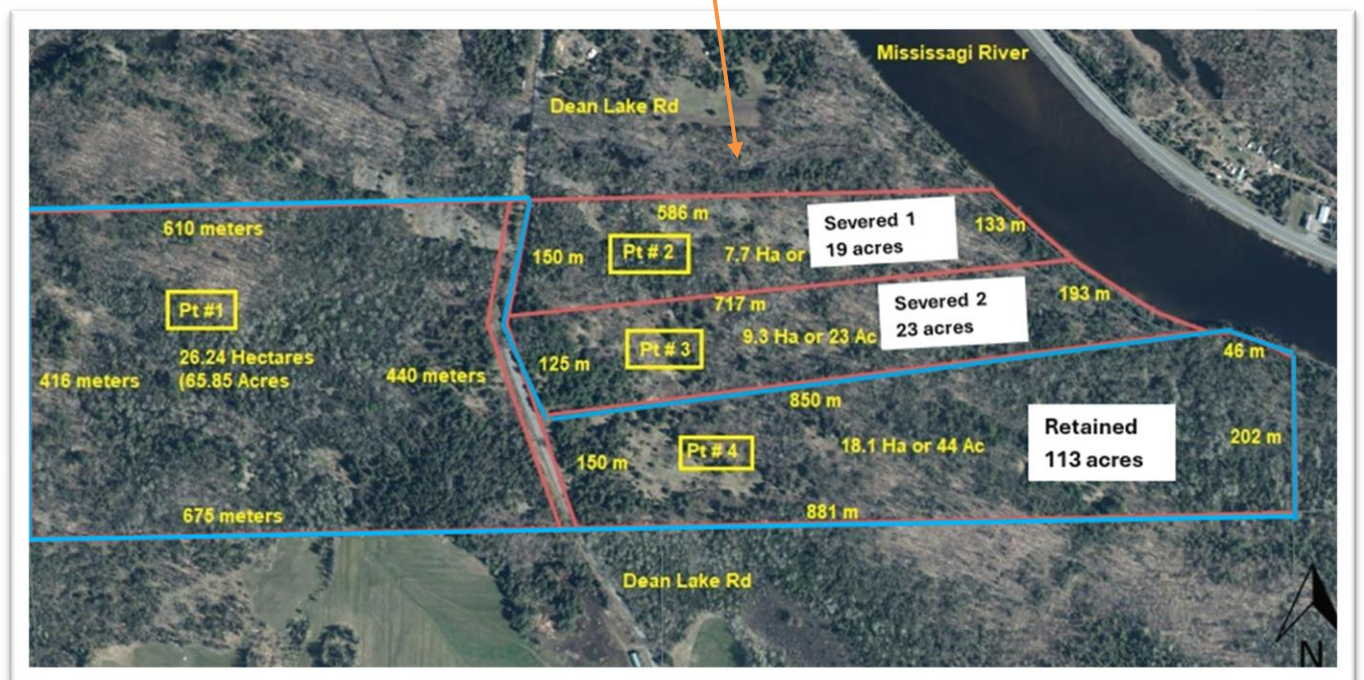 Mississagi River
Dean Lake Rd
610 meters
586 m
Severed 1
19 acres
133 m
150 m
Pt # 2
7.7 Ha or
Pt #1
717 m
Severed 2
23 acres
193 m
26.24 Hectares
(65.85 Acres
416 meters
440 meters
125 m
Pt # 3
9.3 Ha or 23 Ac
46 m
850 m
Retained
113 acres
150 m
Pt # 4
18.1 Ha or 44 Ac
202 m
675 meters
881 m
Dean Lake Rd
N